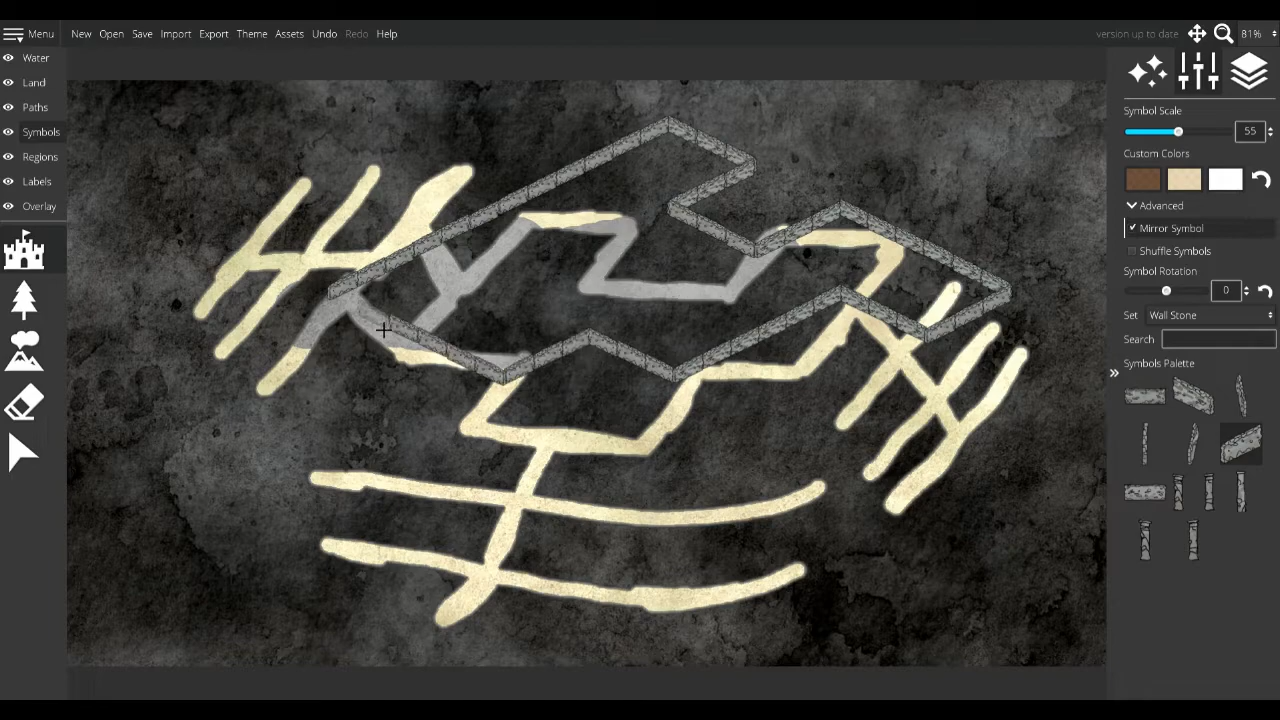 Menu New Open Save Import Export Theme Assets Undo Redo Help version up to date 81%
Water
Land
Paths
Symbols
Regions
Labels
Overlay
Symbol Scale
55
Custom Colors
Advanced
Mirror Symbol
Shuffle Symbols
Symbol Rotation
0
Set Wall Stone
Search
Symbols Palette